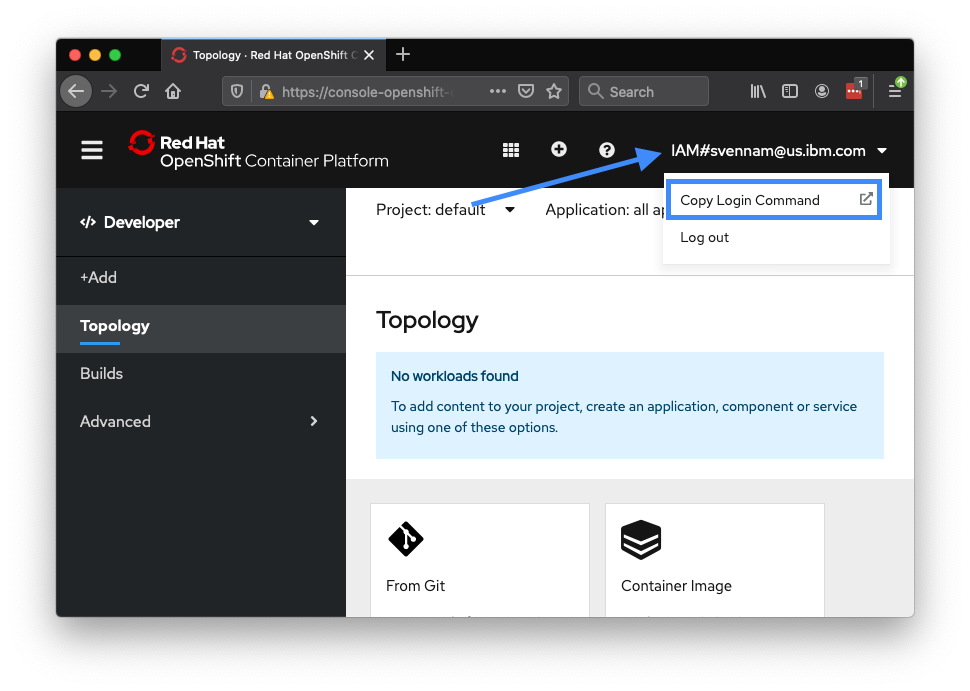 Topology · Red Hat OpenShift C
https://console-openshift-
Search
1
Red Hat
OpenShift Container Platform
IAM#svennam@us.ibm.com
Copy Login Command
Log out
Developer
Project: default
Application: all ap
+Add
Topology
Builds
Advanced
Topology
No workloads found
To add content to your project, create an application, component or service
using one of these options.
From Git
Container Image